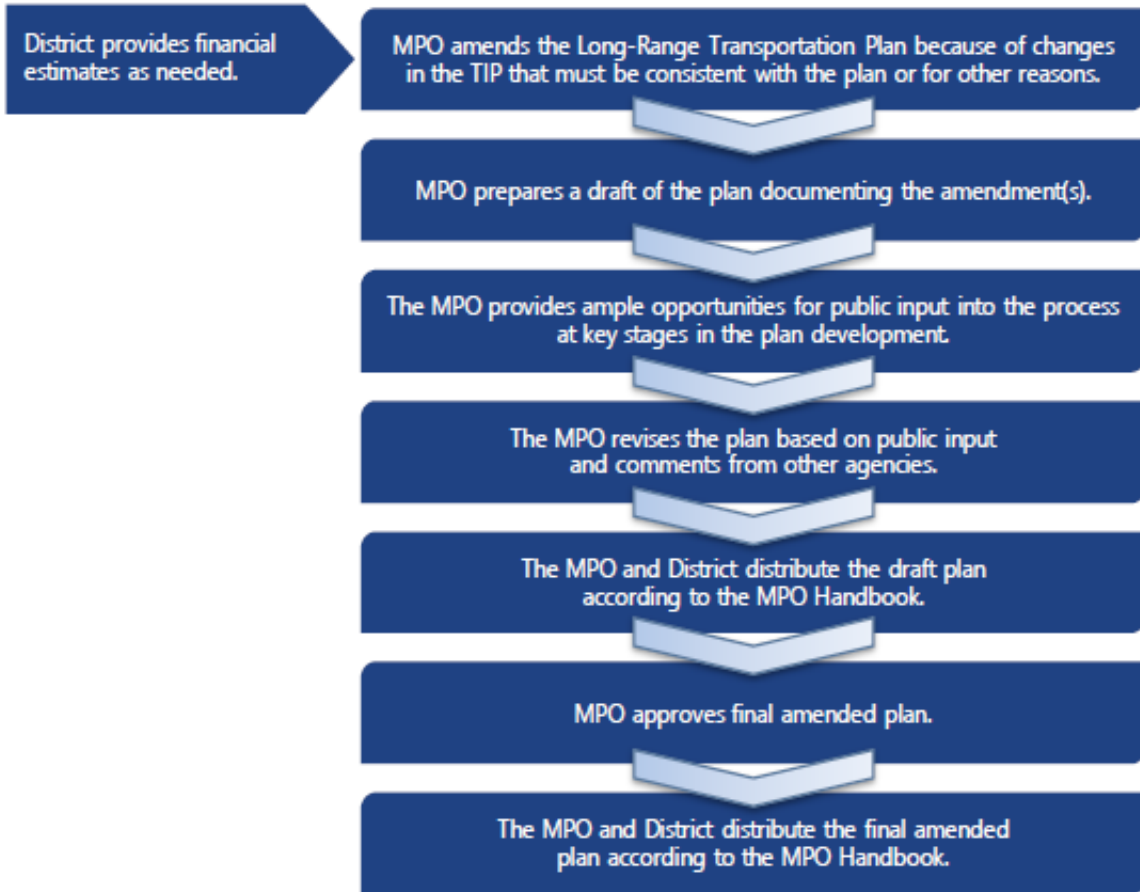 District provides financial
estimates as needed.
MPO amends the Long-Range Transportation Plan because of changes
in the TIP that must be consistent with the plan or for other reasons.
MPO prepares a draft of the plan documenting the amendment(s).
The MPO provides ample opportunities for public input into the process
at key stages in the plan development.
The MPO revises the plan based on public input
and comments from other agencies.
The MPO and District distribute the draft plan
according to the MPO Handbook.
MPO approves final amended plan.
The MPO and District distribute the final amended
plan according to the MPO Handbook.